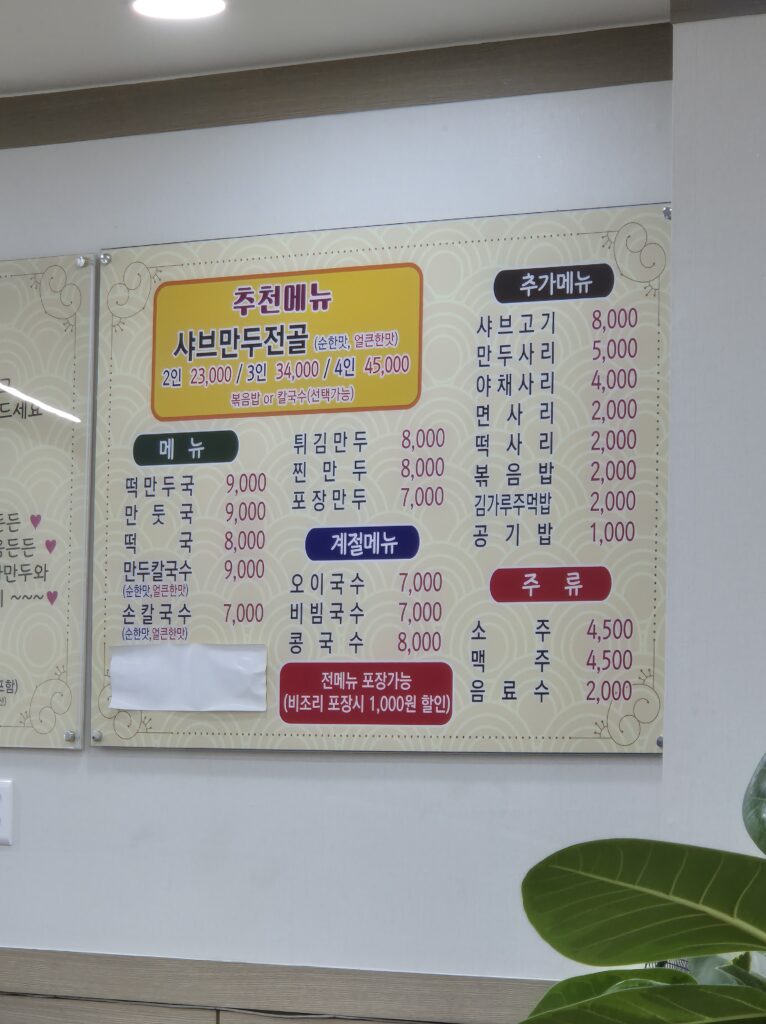 드세요
든든 ♥
든든 ♥
만두와
~~~♥
추천메뉴
샤브만두전골 (순한맛, 얼큰한맛)
2인 23,000 / 3인 34,000 / 4인 45,000
볶음밥 or 칼국수(선택가능)
메 뉴
떡만두국 9,000
만 둣 국 9,000
떡 국 8,000
만두칼국수 9,000
(순한맛,얼큰한맛)
손칼국수 7,000
(순한맛,얼큰한맛)
튀김만두 8,000
찐 만 두 8,000
포장만두 7,000
계절메뉴
오이국수 7,000
비빔국수 7,000
콩 국 수 8,000
전메뉴 포장가능
(비조리 포장시 1,000원 할인)
추가메뉴
샤브고기 8,000
만두사리 5,000
야채사리 4,000
면 사 리 2,000
떡 사 리 2,000
볶 음 밥 2,000
김가루주먹밥 2,000
공 기 밥 1,000
주 류
소 주 4,500
맥 주 4,500
음 료 수 2,000